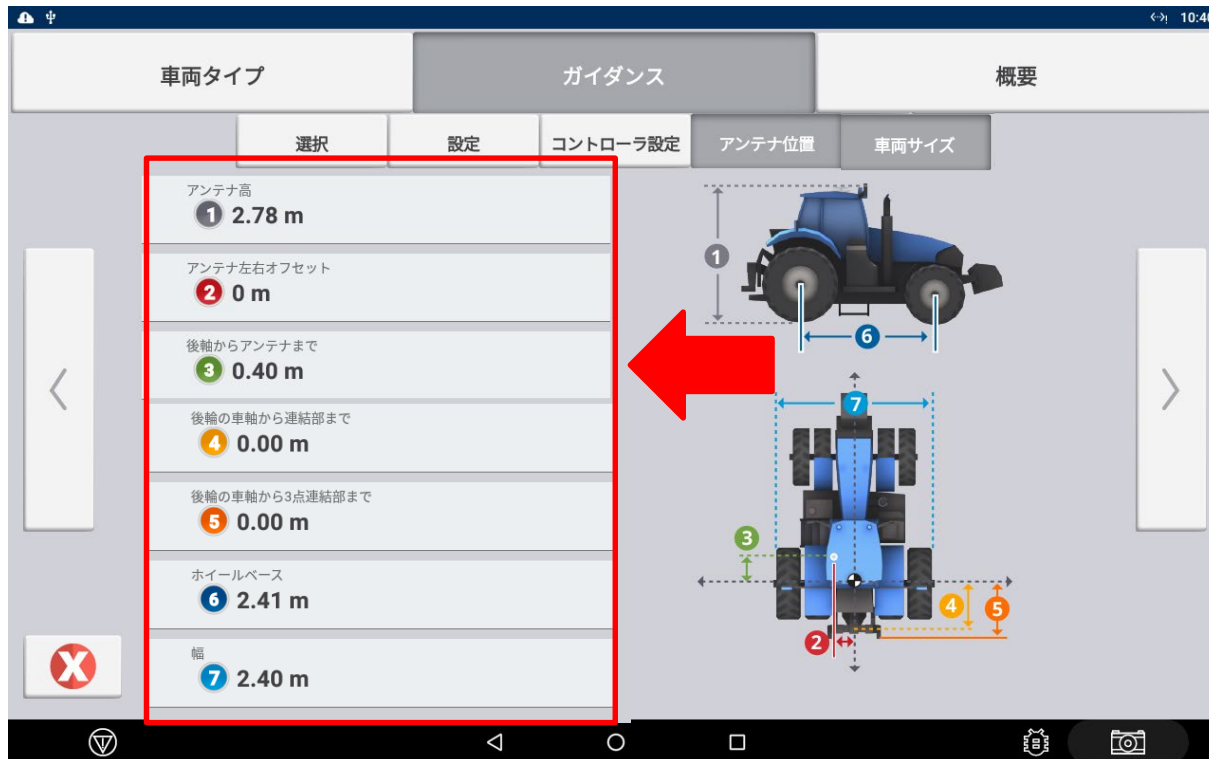 10:40
車両タイプ
ガイダンス
概要
選択
設定
コントローラ設定
アンテナ位置
車両サイズ
アンテナ高
1 2.78 m
アンテナ左右オフセット
2 0 m
後軸からアンテナまで
3 0.40 m
後輪の車軸から連結部まで
4 0.00 m
後輪の車軸から3点連結部まで
5 0.00 m
ホイールベース
6 2.41 m
幅
7 2.40 m
1
6
7
3
4
5
2
X